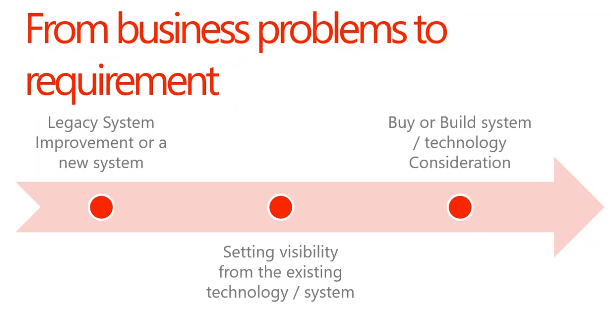 From business problems to
requirement
Legacy System
Improvement or a
new system
Setting visibility
from the existing
technology / system
Buy or Build system
/ technology
Consideration